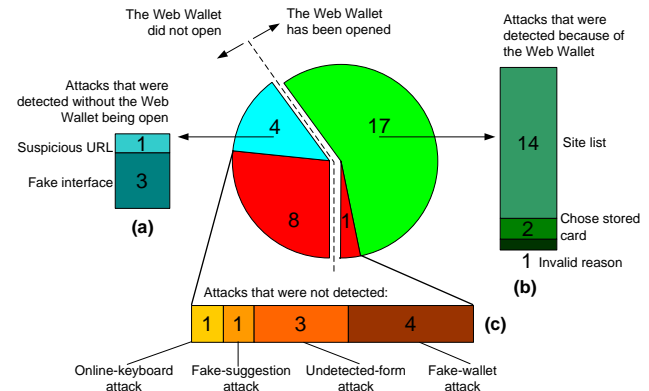 The Web Wallet
did not open
The Web Wallet
has been opened
Attacks that were
detected because of
the Web Wallet
Attacks that were
detected without the Web
Wallet being open
Suspicious URL
1
Fake interface
3
(a)
4
17
8
1
14
Site list
2
Chose stored
card
1 Invalid reason
(b)
Attacks that were not detected:
1
1
3
4
(c)
Online-keyboard
attack
Fake-suggestion
attack
Undetected-form
attack
Fake-wallet
attack